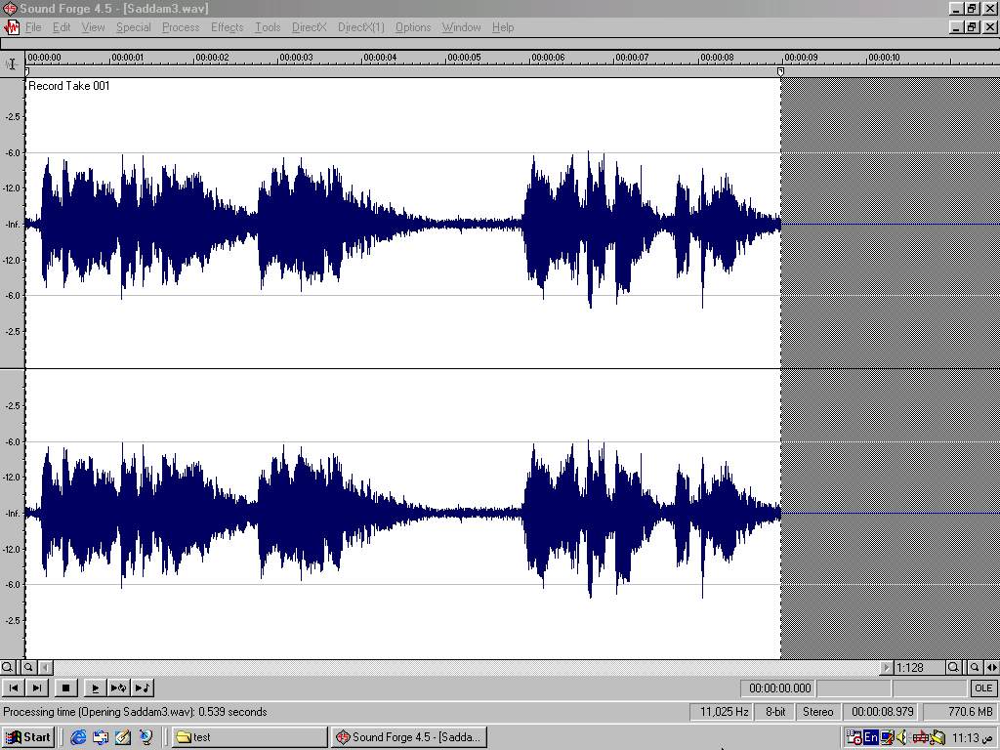 Sound Forge 4.5 - [Saddam3.wav]
File Edit View Special Process Effects Tools DirectX DirectX(1) Options Window Help
00:00:00 00:00:01 00:00:02 00:00:03 00:00:04 00:00:05 00:00:06 00:00:07 00:00:08 00:00:09 00:00:10
Record Take 001
-2.5
-6.0
-12.0
-Inf.
-12.0
-6.0
-2.5
-2.5
-6.0
-12.0
-Inf.
-12.0
-6.0
-2.5
1:128
00:00:00.000 OLE
Processing time (Opening Saddam3.wav): 0.539 seconds 11,025 Hz 8-bit Stereo 00:00:08.979 770.6 MB
Start test Sound Forge 4.5 - [Sadda... En 11:13 ص